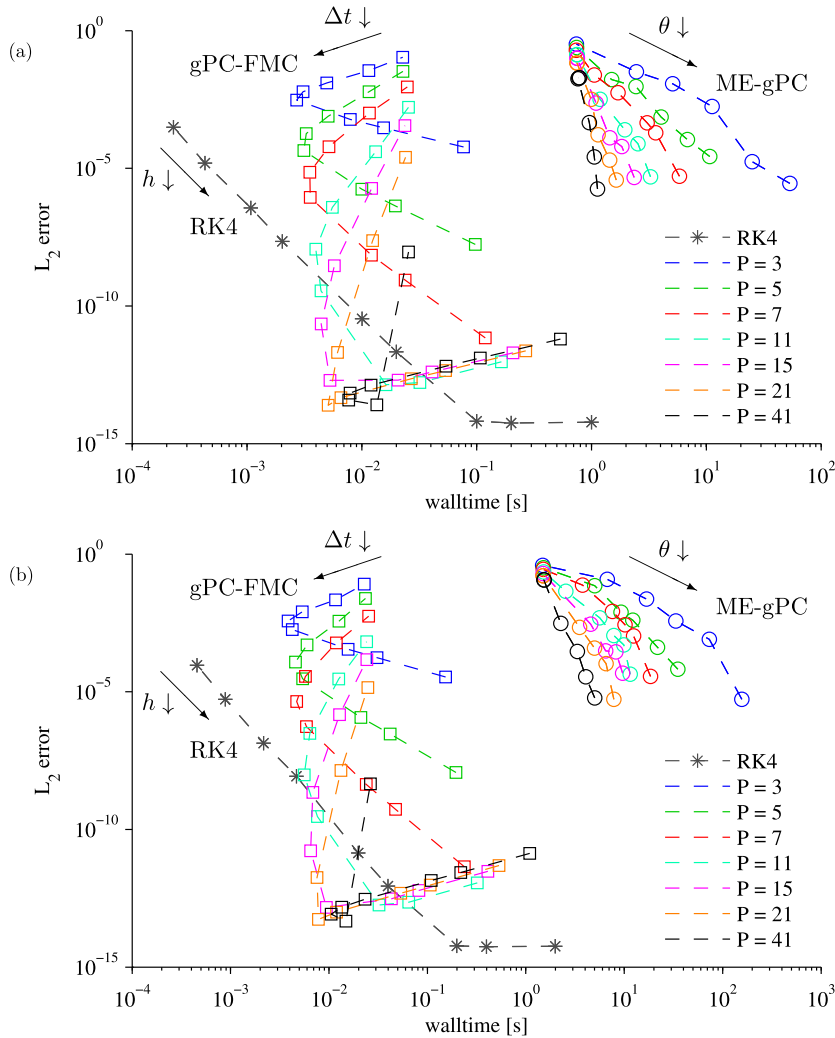 (a)
Δt ↓
θ ↓
gPC-FMC
ME-gPC
h ↓
RK4
L2 error
10^0
10^-5
10^-10
10^-15
RK4
P = 3
P = 5
P = 7
P = 11
P = 15
P = 21
P = 41
10^-4
10^-3
10^-2
10^-1
10^0
10^1
10^2
walltime [s]
(b)
Δt ↓
θ ↓
gPC-FMC
ME-gPC
h ↓
RK4
L2 error
10^0
10^-5
10^-10
10^-15
RK4
P = 3
P = 5
P = 7
P = 11
P = 15
P = 21
P = 41
10^-4
10^-3
10^-2
10^-1
10^0
10^1
10^2
10^3
walltime [s]